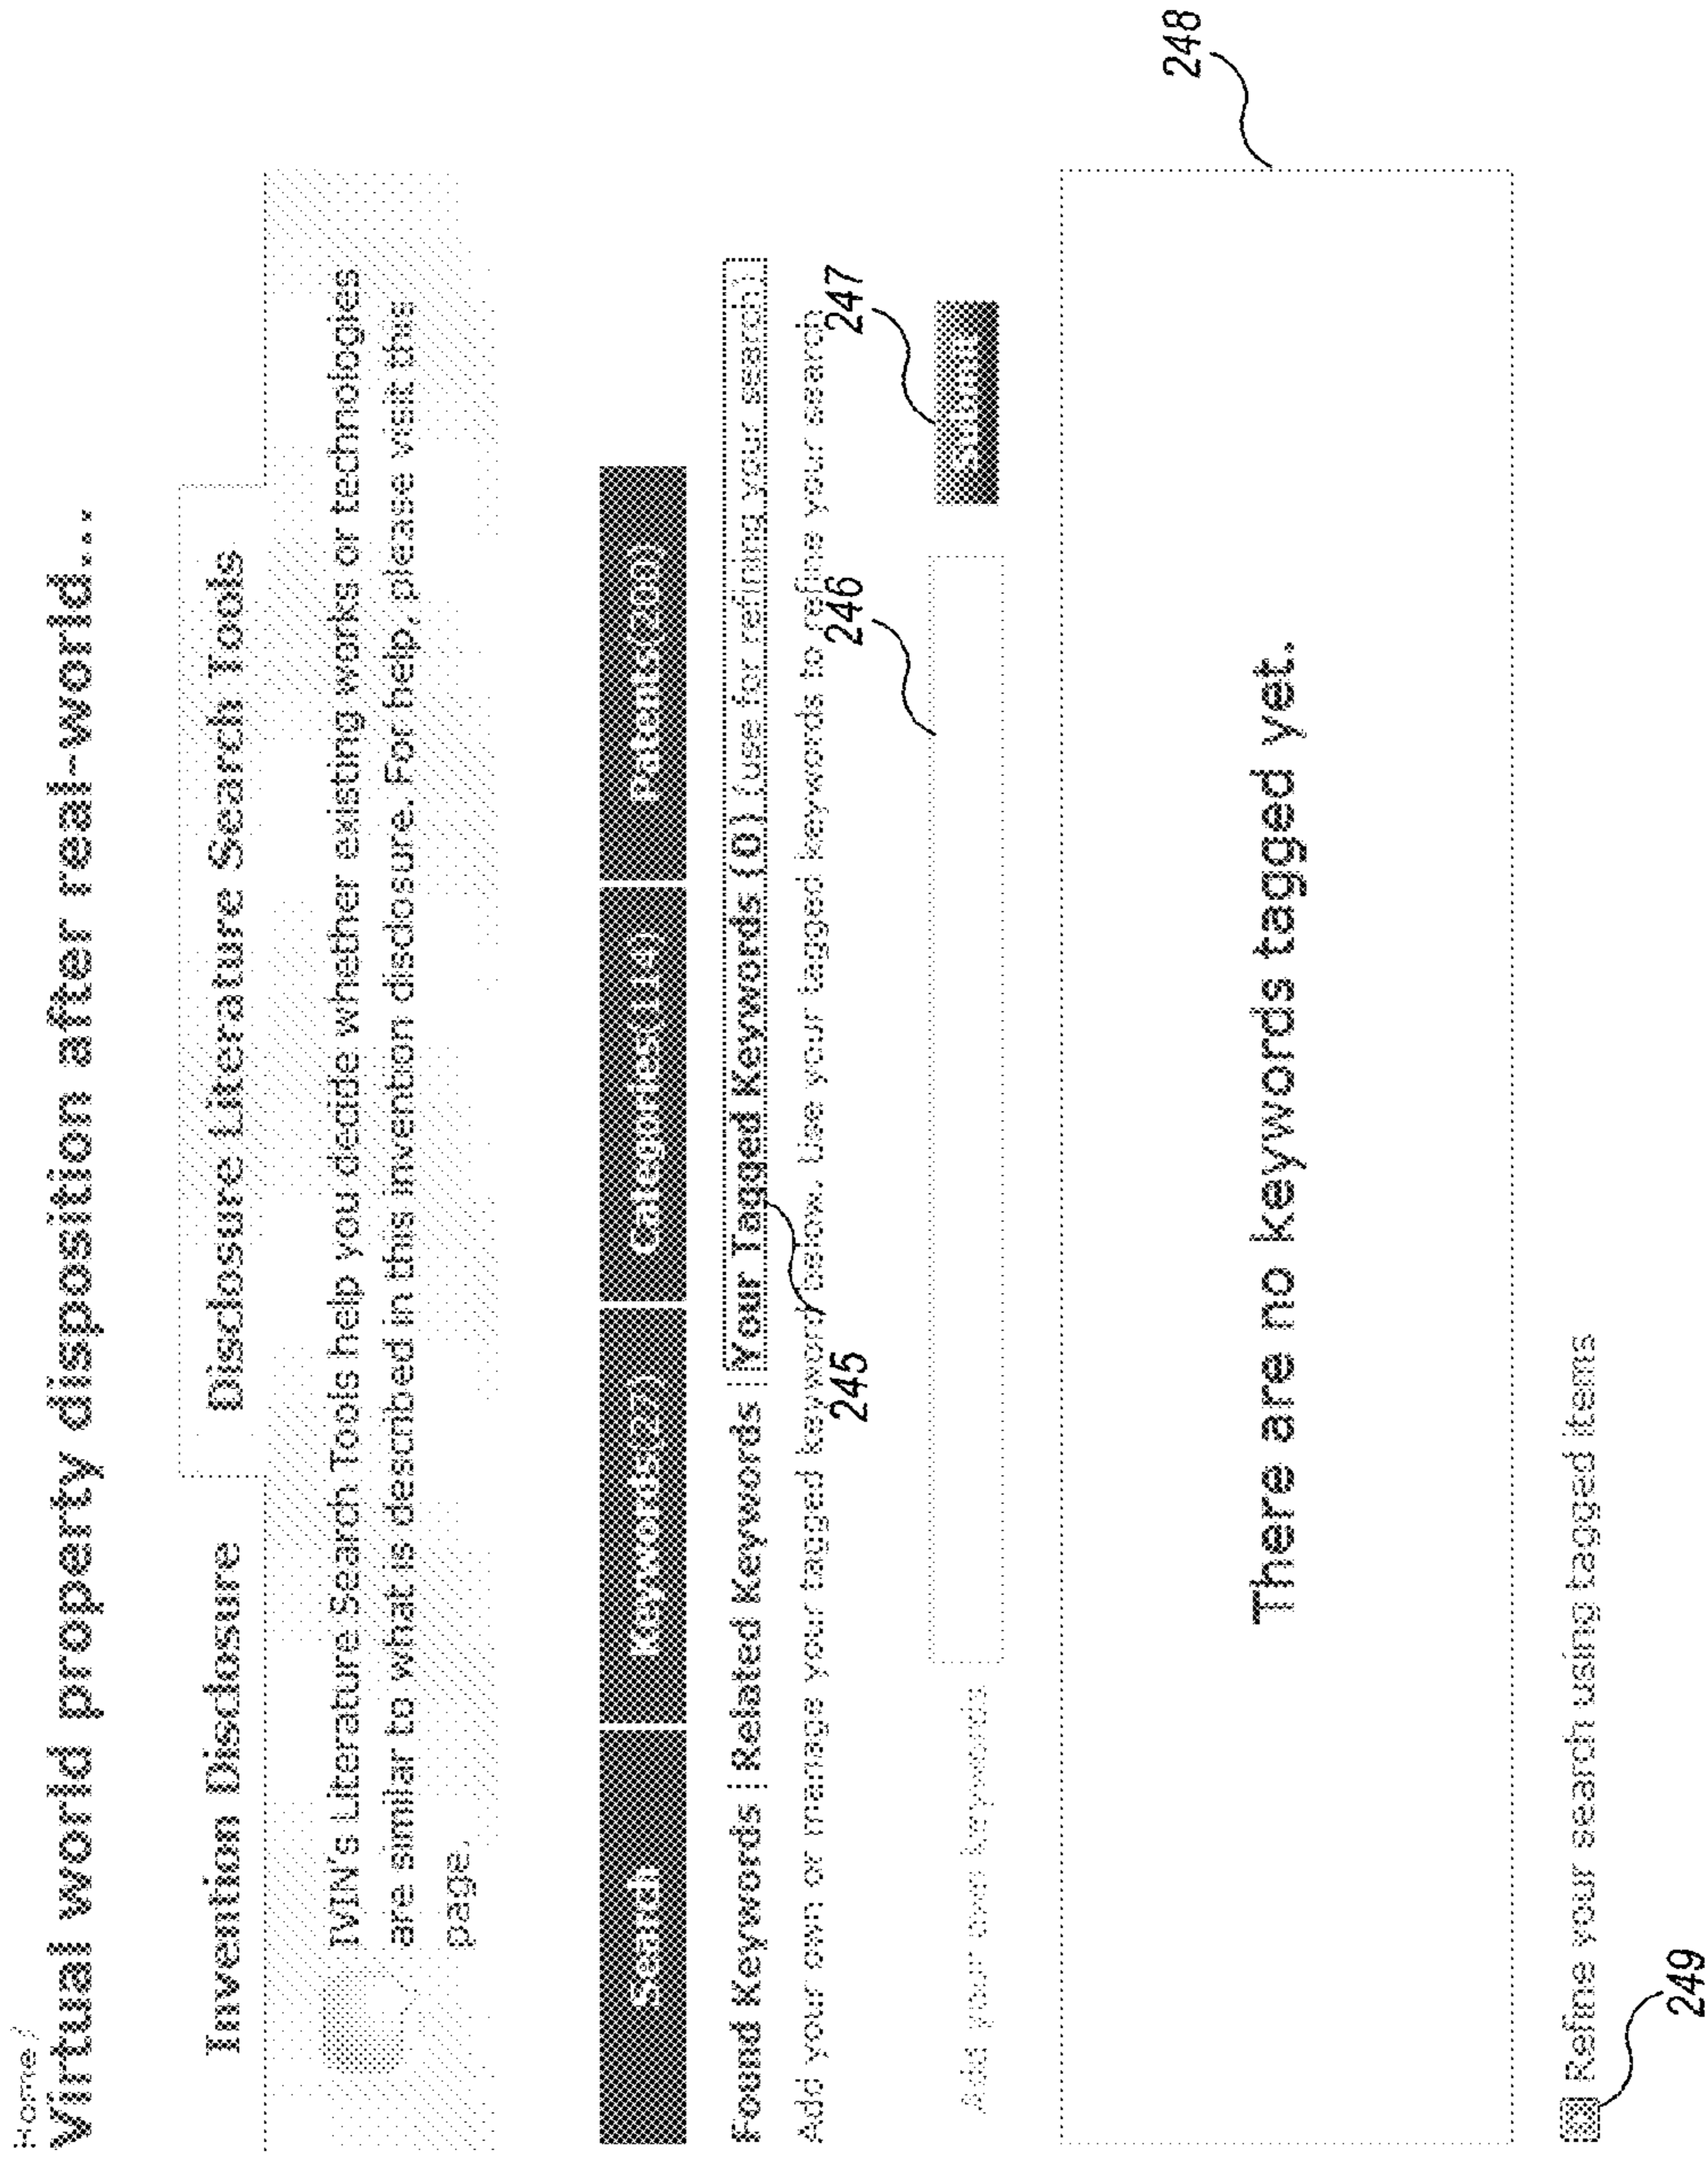 Home /
Virtual world property disposition after real-world...
Invention Disclosure
Disclosure Literature Search Tools
IVIN's Literature Search Tools help you decide whether existing works or technologies
are similar to what is described in this invention disclosure. For help, please visit this
page.
Search
Keywords(27)
Categories(114)
Patents(200)
Found Keywords | Related Keywords | Your Tagged Keywords (0) (use for refining your search)
Add your own or manage your tagged keyword below. Use your tagged keywords to refine your search
245
246
247
Add your own keywords
Submit
248
There are no keywords tagged yet.
Refine your search using tagged items
249